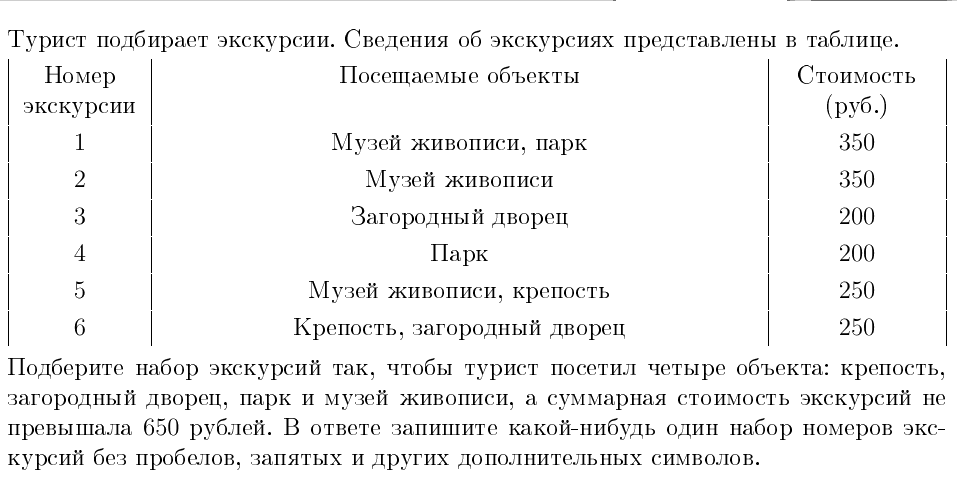 Турист подбирает экскурсии. Сведения об экскурсиях представлены в таблице.
Номер Посещаемые объекты Стоимость
экскурсии (руб.)
1 Музей живописи, парк 350
2 Музей живописи 350
3 Загородный дворец 200
4 Парк 200
5 Музей живописи, крепость 250
6 Крепость, загородный дворец 250
Подберите набор экскурсий так, чтобы турист посетил четыре объекта: крепость,
загородный дворец, парк и музей живописи, а суммарная стоимость экскурсий не
превышала 650 рублей. В ответе запишите какой-нибудь один набор номеров экс-
курсий без пробелов, запятых и других дополнительных символов.